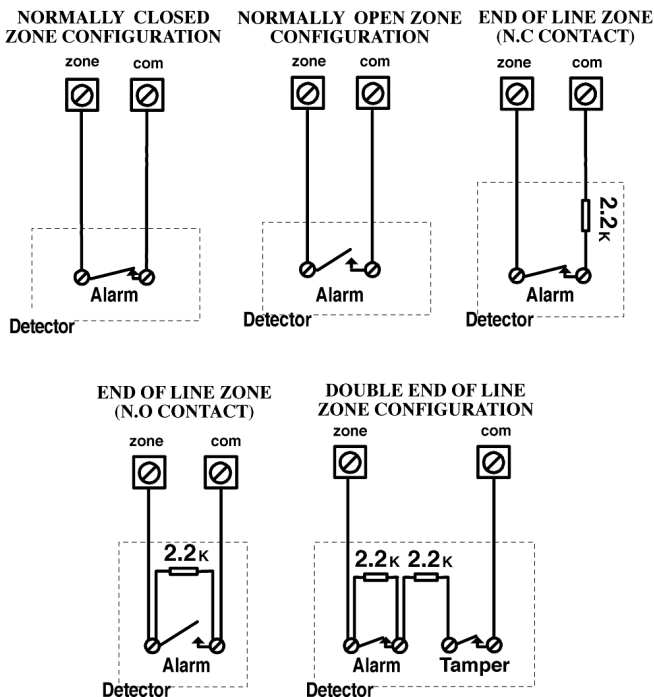 NORMALLY CLOSED
ZONE CONFIGURATION
zone com
Alarm
Detector
NORMALLY OPEN ZONE
CONFIGURATION
zone com
Alarm
Detector
END OF LINE ZONE
(N.C CONTACT)
zone com
2.2K
Alarm
Detector
END OF LINE ZONE
(N.O CONTACT)
zone com
2.2K
Alarm
Detector
DOUBLE END OF LINE
ZONE CONFIGURATION
zone com
2.2K 2.2K
Alarm Tamper
Detector